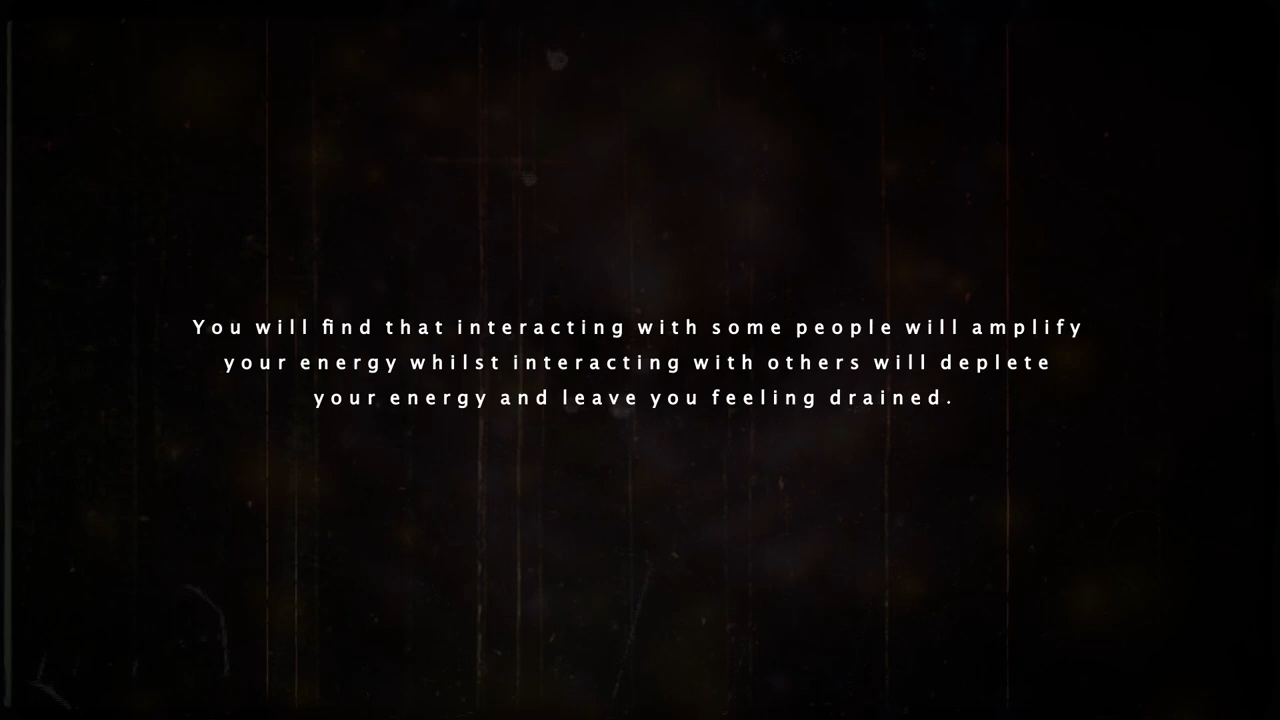 You will find that interacting with some people will amplify
your energy whilst interacting with others will deplete
your energy and leave you feeling drained.